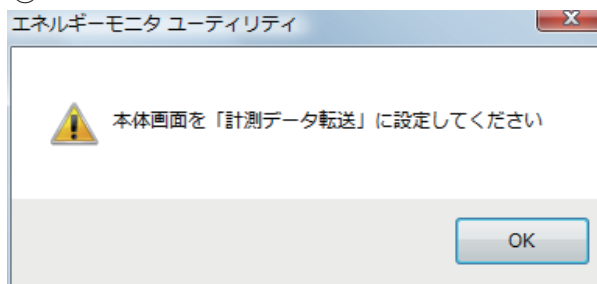 エネルギーモニタ ユーティリティ
本体画面を「計測データ転送」に設定してください
OK